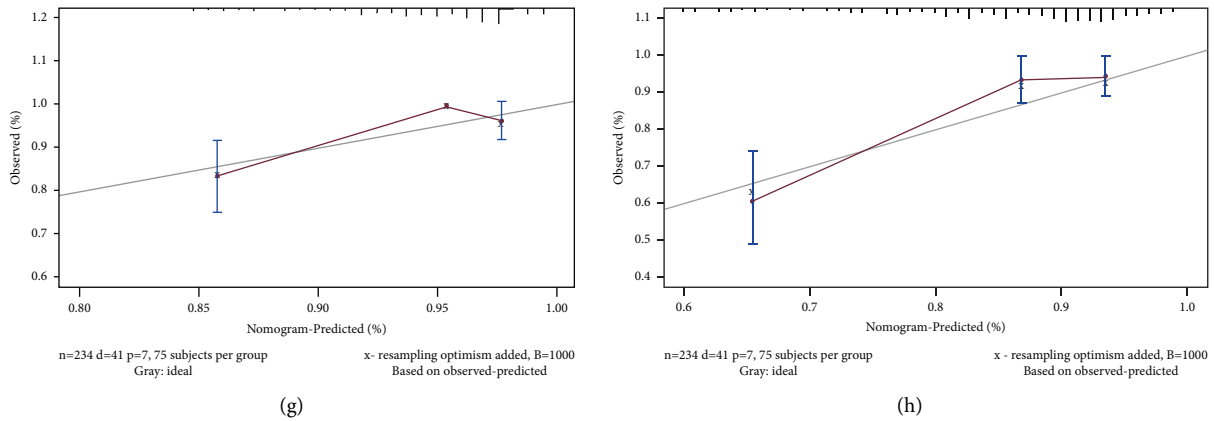 1.2
1.1
1.0
0.9
0.8
0.7
0.6
Observed (%)
0.80
0.85
0.90
0.95
1.00
Nomogram-Predicted (%)
n=234 d=41 p=7, 75 subjects per group
Gray: ideal
x- resampling optimism added, B=1000
Based on observed-predicted
(g)
1.1
1.0
0.9
0.8
0.7
0.6
0.5
0.4
Observed (%)
0.6
0.7
0.8
0.9
1.0
Nomogram-Predicted (%)
n=234 d=41 p=7, 75 subjects per group
Gray: ideal
x - resampling optimism added, B=1000
Based on observed-predicted
(h)